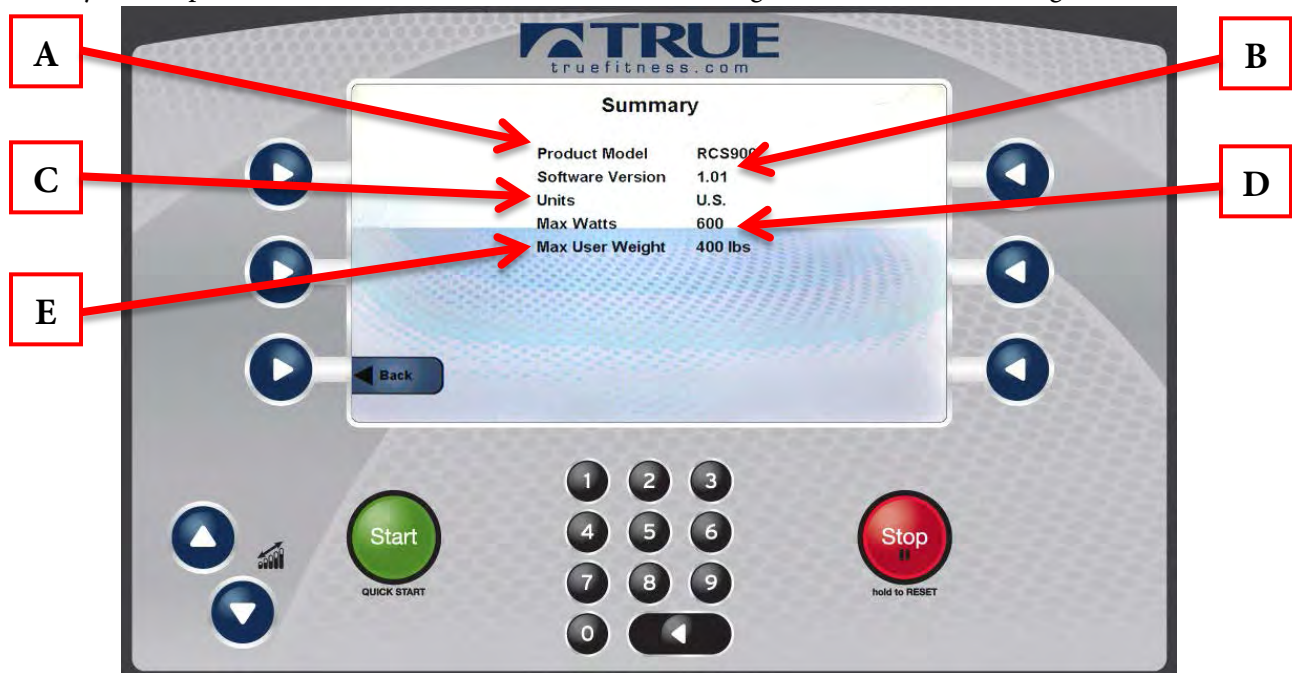 TRUE
truefitness.com
A
B
Summary
Product Model RCS900
Software Version 1.01
C
D
Units U.S.
Max Watts 600
Max User Weight 400 lbs
E
Back
1 2 3
Start
4 5 6
Stop
QUICK START
7 8 9
hold to RESET
0